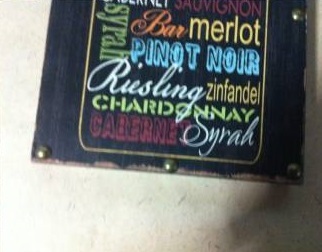 CABERNET SAUVIGNON
Syrah
Bar merlot
PINOT NOIR
Riesling zinfandel
CHARDONNAY
CABERNET Syrah